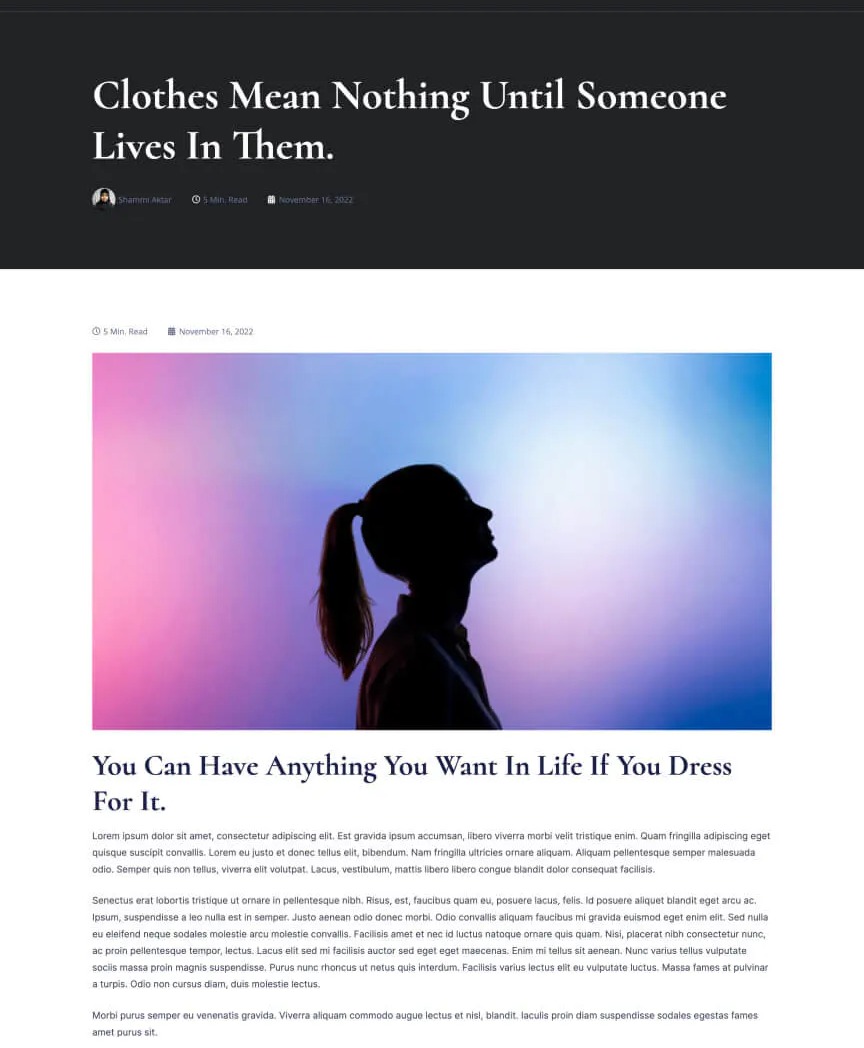 Clothes Mean Nothing Until Someone
Lives In Them.
Shammi Aktar 5 Min. Read November 16, 2022
5 Min. Read November 16, 2022
You Can Have Anything You Want In Life If You Dress
For It.
Lorem ipsum dolor sit amet, consectetur adipiscing elit. Est gravida ipsum accumsan, libero viverra morbi velit tristique enim. Quam fringilla adipiscing eget
quisque suscipit convallis. Lorem eu justo et donec tellus elit, bibendum. Nam fringilla ultricies ornare aliquam. Aliquam pellentesque semper malesuada
odio. Semper quis non tellus, viverra elit volutpat. Lacus, vestibulum, mattis libero libero congue blandit dolor consequat facilisis.
Senectus erat lobortis tristique ut ornare in pellentesque nibh. Risus, est, faucibus quam eu, posuere lacus, felis. Id posuere aliquet blandit eget arcu ac.
Ipsum, suspendisse a leo nulla est in semper. Justo aenean odio donec morbi. Odio convallis aliquam faucibus mi gravida euismod eget enim elit. Sed nulla
eu eleifend neque sodales molestie arcu molestie convallis. Facilisis amet et nec id luctus natoque ornare quis quam. Nisi, placerat nibh consectetur nunc,
ac proin pellentesque tempor, lectus. Lacus elit sed mi facilisis auctor sed eget eget maecenas. Enim mi tellus sit aenean. Nunc varius tellus vulputate
sociis massa proin magnis suspendisse. Purus nunc rhoncus ut netus quis interdum. Facilisis varius lectus elit eu vulputate luctus. Massa fames at pulvinar
a turpis. Odio non cursus diam, duis molestie lectus.
Morbi purus semper eu venenatis gravida. Viverra aliquam commodo augue lectus et nisl, blandit. Iaculis proin diam suspendisse sodales egestas fames
amet purus sit.